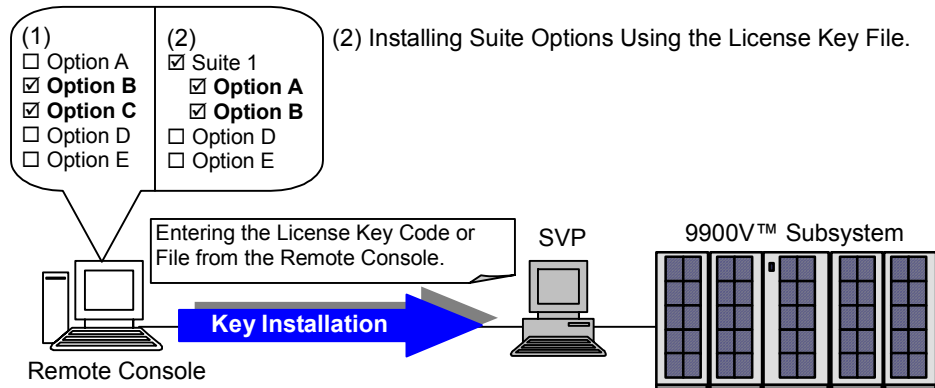 (1)
☐ Option A
☑ Option B
☑ Option C
☐ Option D
☐ Option E
(2)
☑ Suite 1
☑ Option A
☑ Option B
☐ Option D
☐ Option E
(2) Installing Suite Options Using the License Key File.
Entering the License Key Code or
File from the Remote Console.
SVP
9900V™ Subsystem
Key Installation
Remote Console